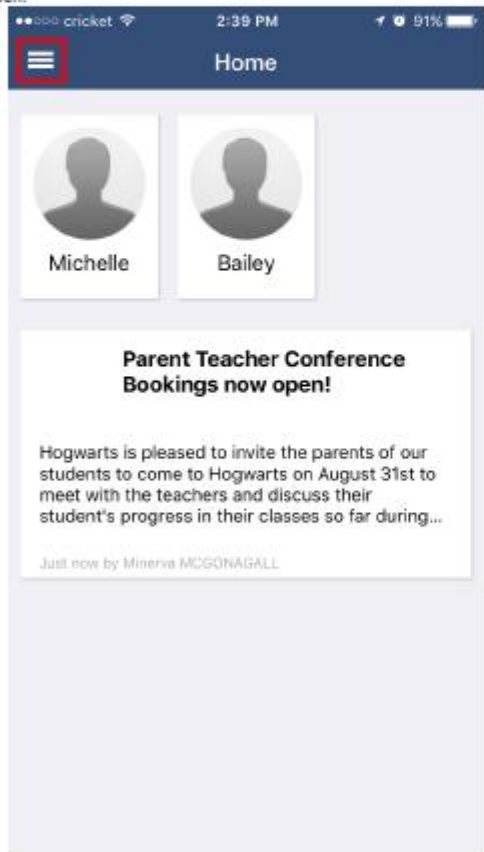 cricket 2:39 PM 91%
Home
Michelle Bailey
Parent Teacher Conference
Bookings now open!
Hogwarts is pleased to invite the parents of our
students to come to Hogwarts on August 31st to
meet with the teachers and discuss their
student's progress in their classes so far during...
Just now by Minerva MCGONAGALL